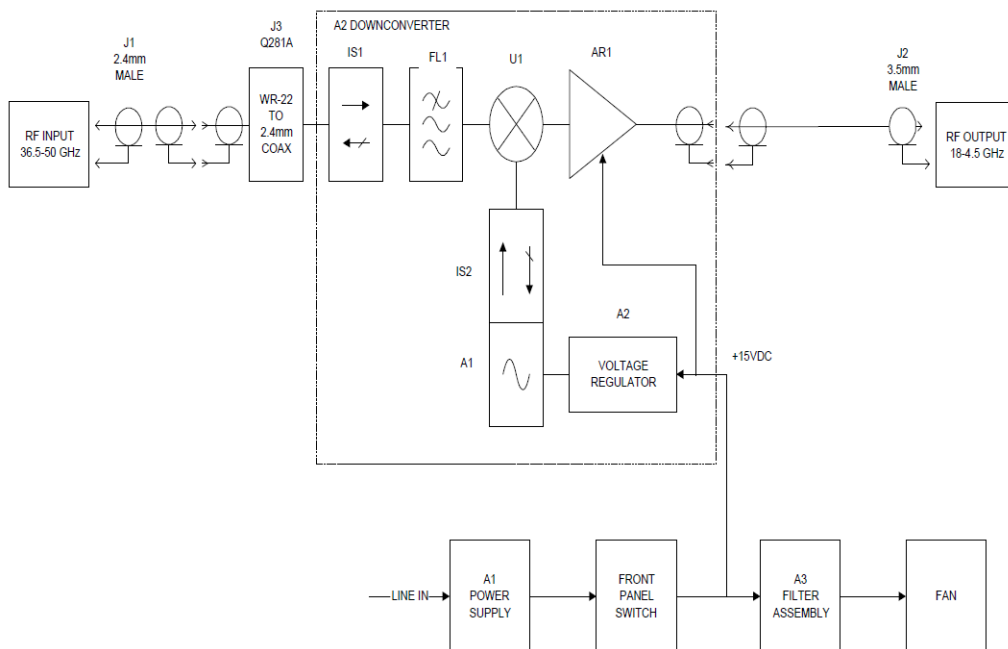 A2 DOWNCONVERTER
J3
Q281A
J1
2.4mm
MALE
IS1
FL1
U1
AR1
J2
3.5mm
MALE
RF INPUT
36.5-50 GHz
WR-22
TO
2.4mm
COAX
RF OUTPUT
18-4.5 GHz
IS2
A2
A1
VOLTAGE
REGULATOR
+15VDC
LINE IN
A1
POWER
SUPPLY
FRONT
PANEL
SWITCH
A3
FILTER
ASSEMBLY
FAN